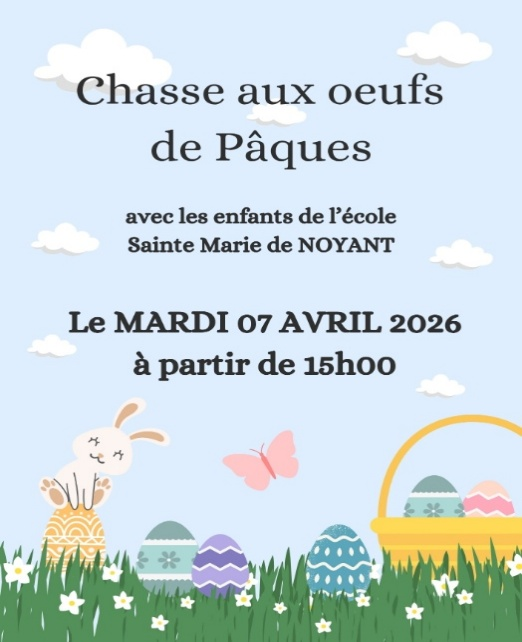 Chasse aux oeufs
de Pâques
avec les enfants de l'école
Sainte Marie de NOYANT
Le MARDI 07 AVRIL 2026
à partir de 15h00